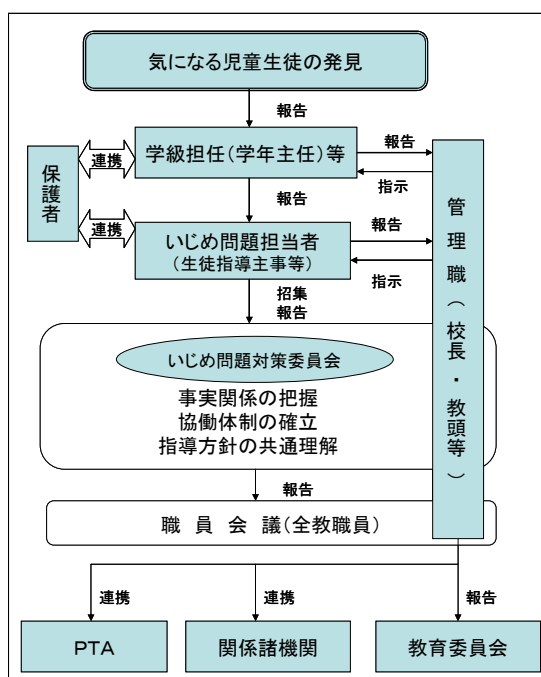 気になる児童生徒の発見
報告
学級担任(学年主任)等
報告
指示
連携
保護者
報告
連携
いじめ問題担当者
(生徒指導主事等)
報告
指示
管理職(校長・教頭等)
招集
報告
いじめ問題対策委員会
事実関係の把握
協働体制の確立
指導方針の共通理解
報告
職 員 会 議(全教職員)
連携
連携
報告
PTA
関係諸機関
教育委員会